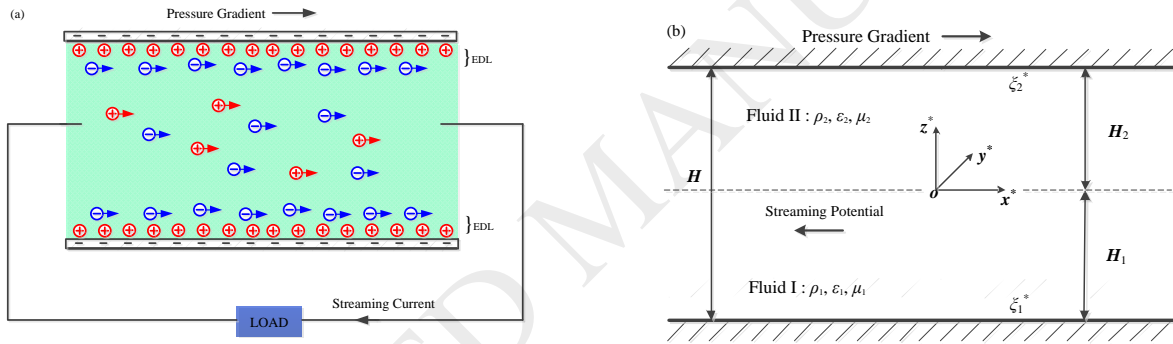 (a)
Pressure Gradient
EDL
EDL
Streaming Current
LOAD
(b)
Pressure Gradient
ξ₂*
Fluid II : ρ₂, ε₂, μ₂
z*
y*
o
x*
H
H₂
Streaming Potential
H₁
Fluid I : ρ₁, ε₁, μ₁
ξ₁*